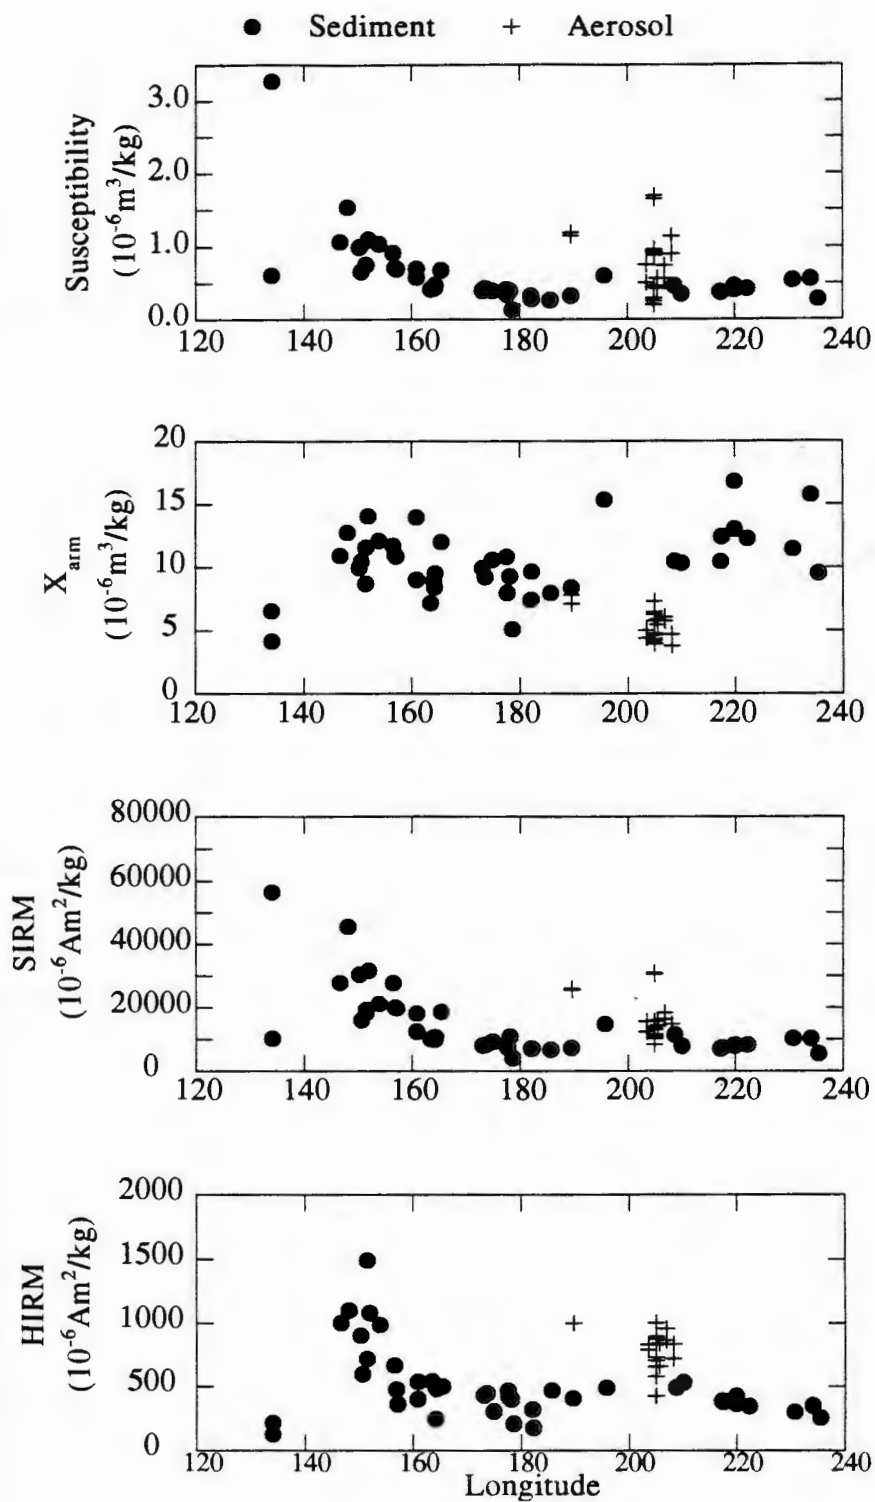 ● Sediment + Aerosol
Susceptibility
(10⁻⁶m³/kg)
3.0
2.0
1.0
0.0
120 140 160 180 200 220 240
X_arm
(10⁻⁶m³/kg)
20
15
10
5
0
120 140 160 180 200 220 240
SIRM
(10⁻⁶Am²/kg)
80000
60000
40000
20000
0
120 140 160 180 200 220 240
HIRM
(10⁻⁶Am²/kg)
2000
1500
1000
500
0
120 140 160 180 200 220 240
Longitude